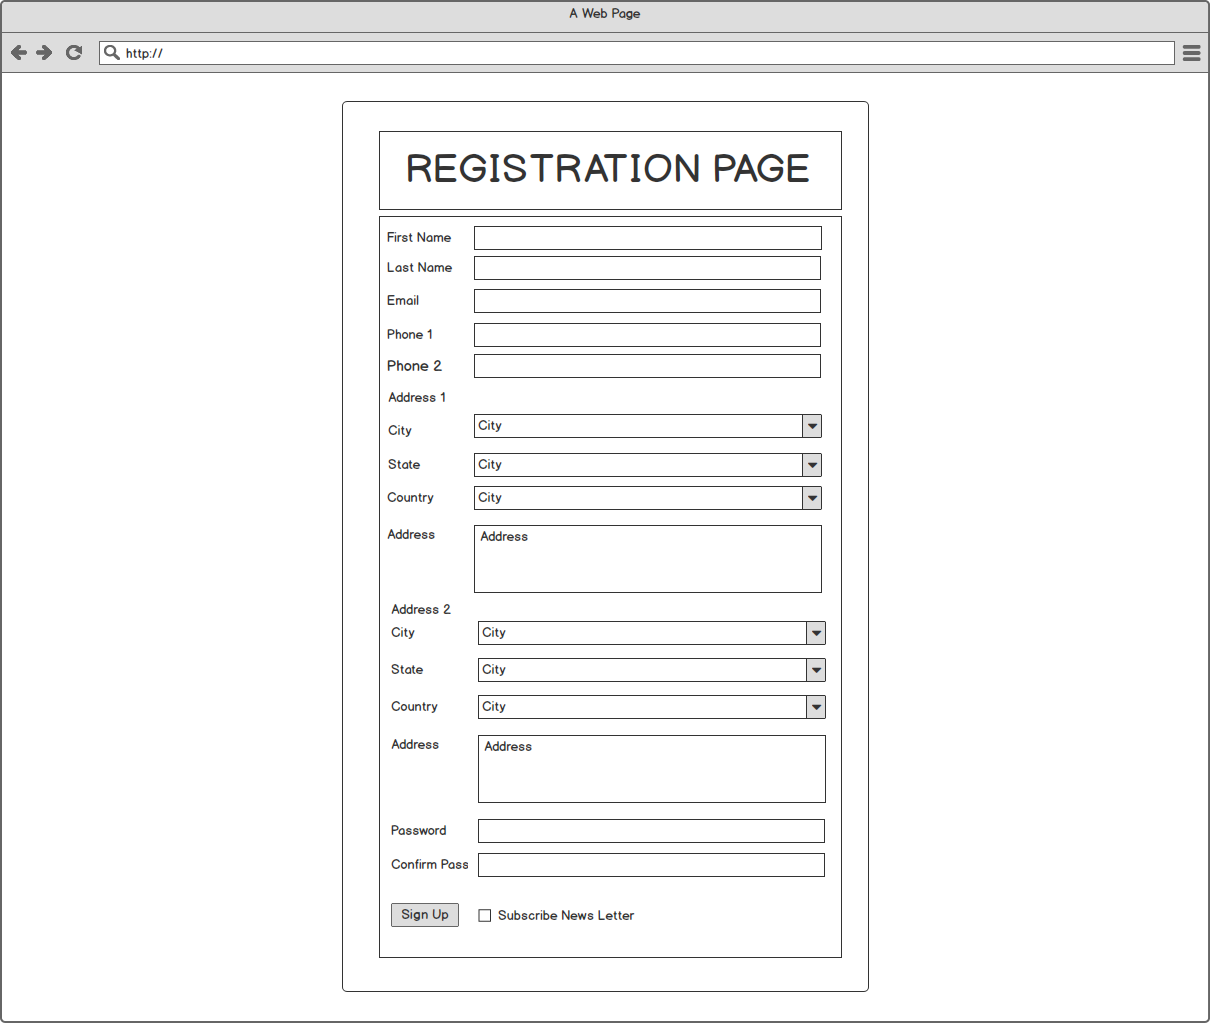 A Web Page
http://
REGISTRATION PAGE
First Name
Last Name
Email
Phone 1
Phone 2
Address 1
City City
State City
Country City
Address Address
Address 2
City City
State City
Country City
Address Address
Password
Confirm Pass
Sign Up Subscribe News Letter